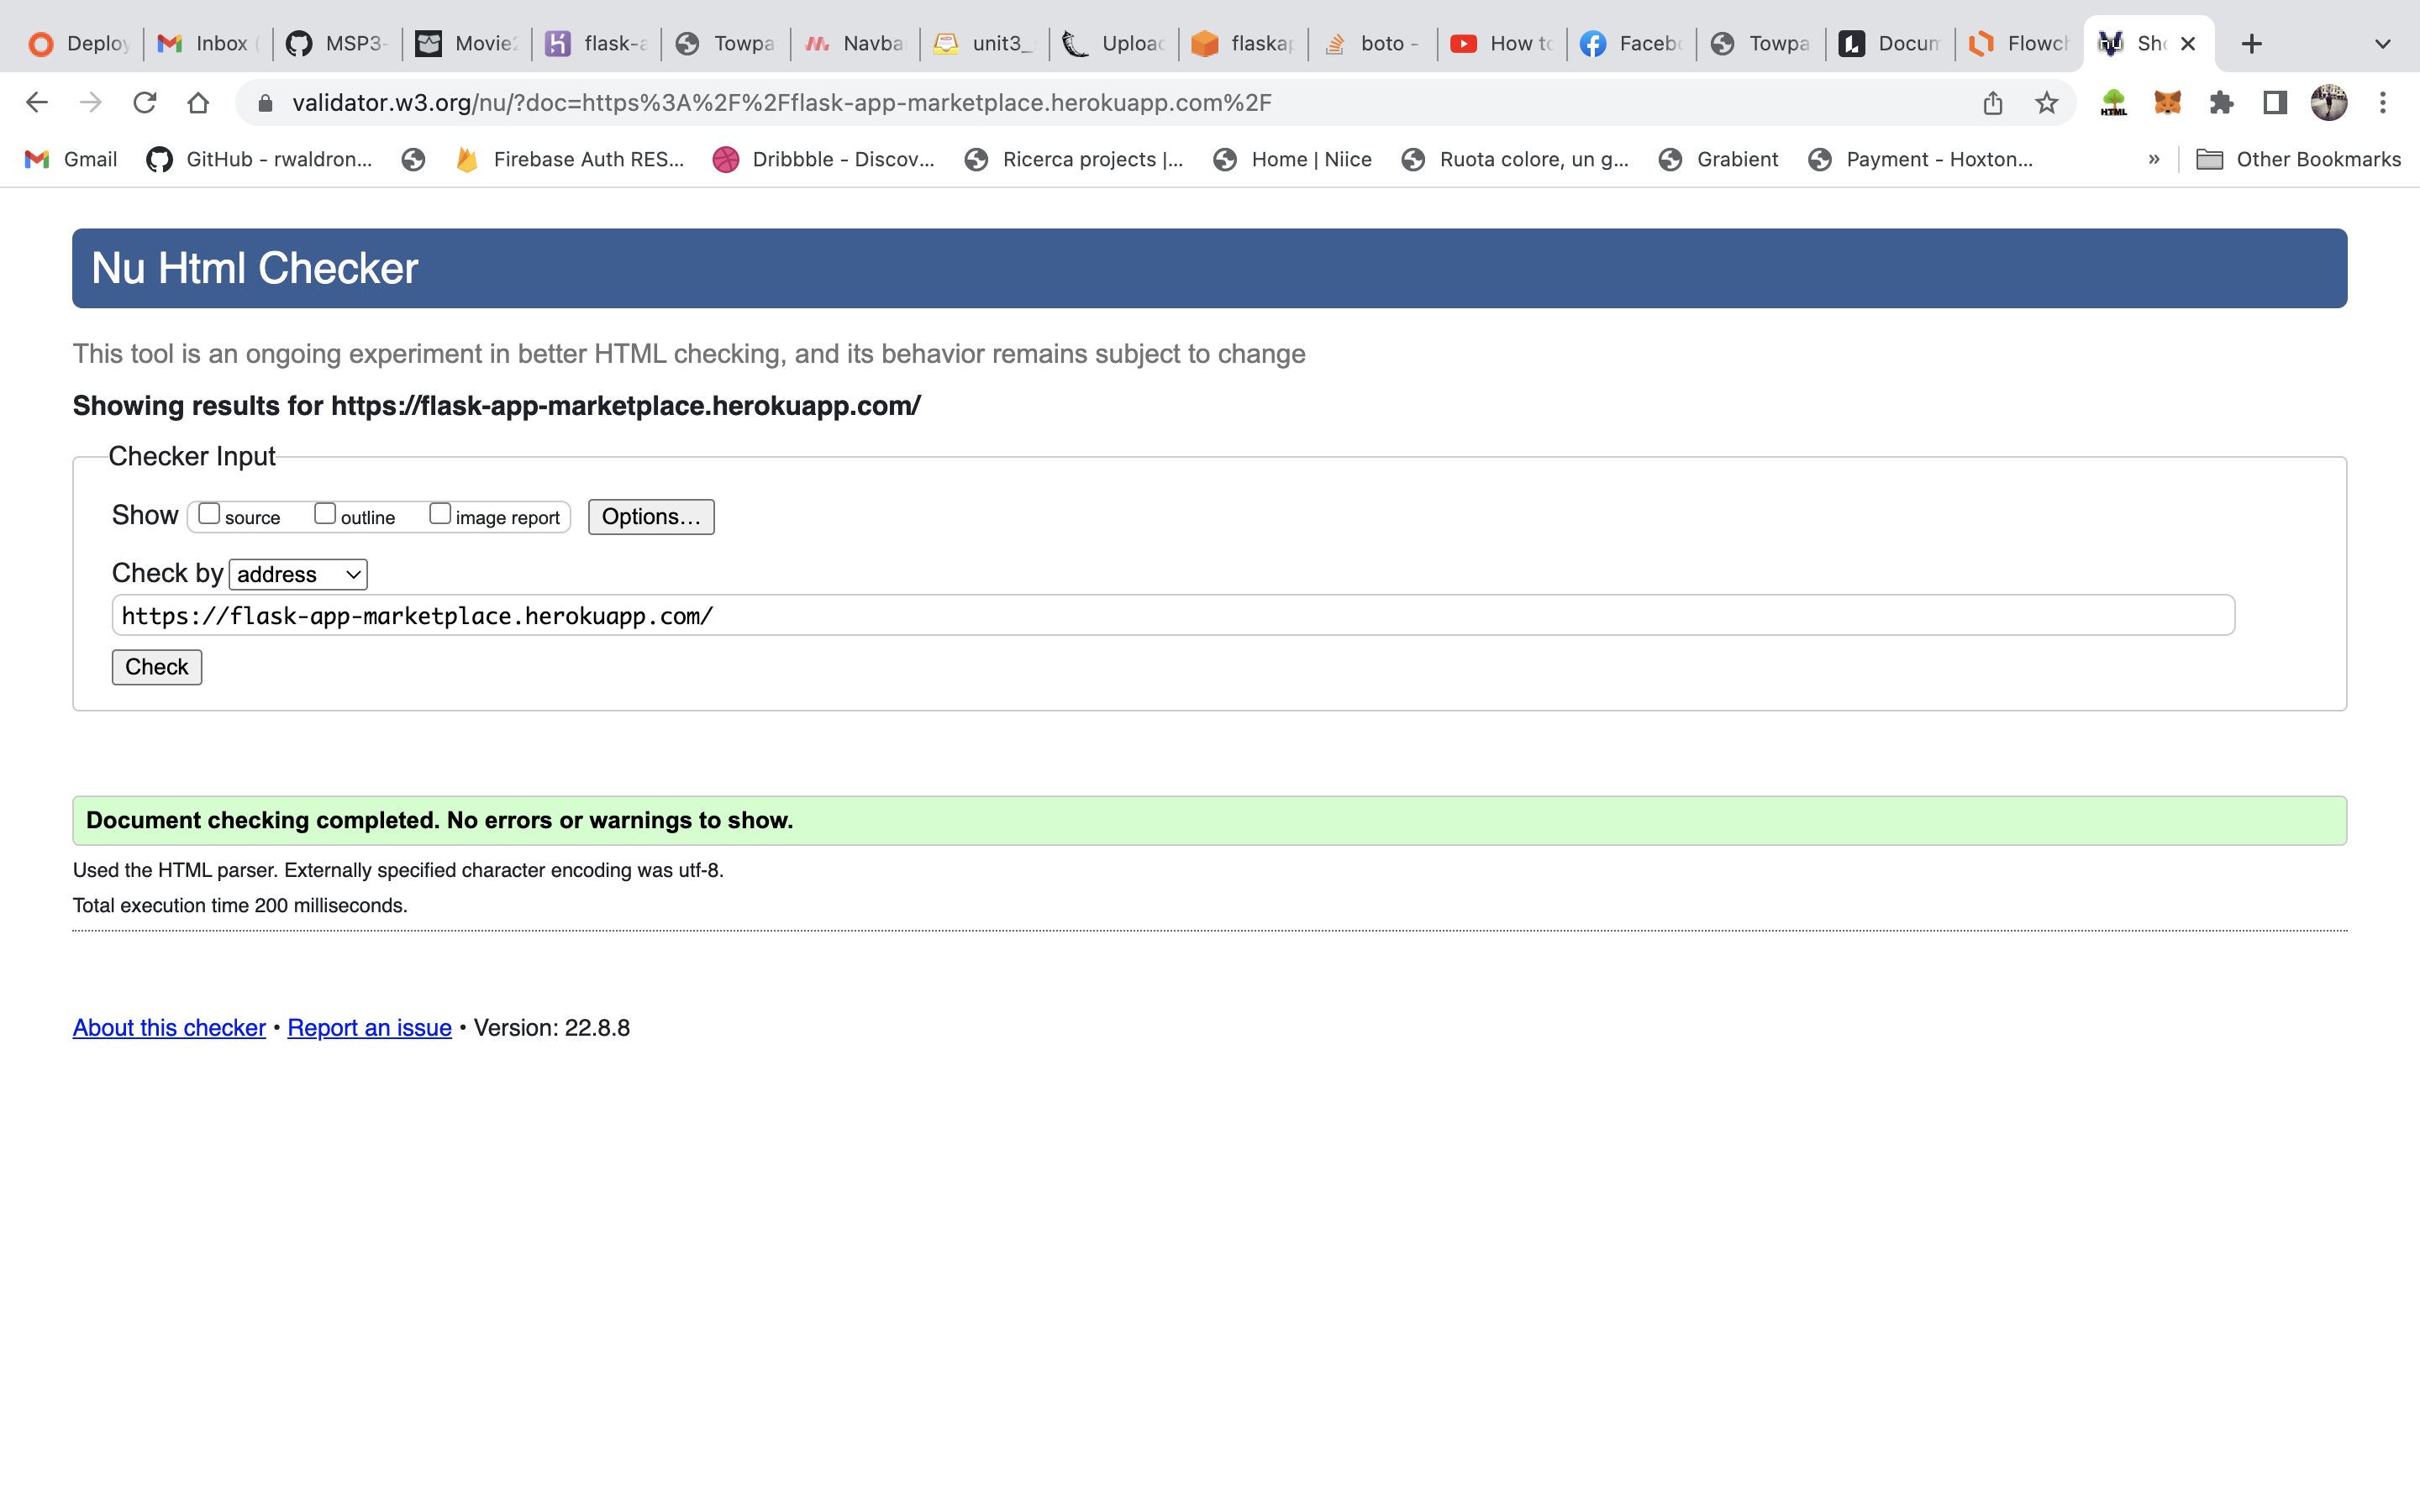 Deploy Inbox MSP3- Movie flask-a Towpa Navba unit3_ Upload flaskap boto - How to Faceb Towpa Docum Flowch Sho
validator.w3.org/nu/?doc=https%3A%2F%2Fflask-app-marketplace.herokuapp.com%2F
Gmail GitHub - rwaldron... Firebase Auth RES... Dribbble - Discov... Ricerca projects |... Home | Niice Ruota colore, un g... Grabient Payment - Hoxton... » Other Bookmarks
Nu Html Checker
This tool is an ongoing experiment in better HTML checking, and its behavior remains subject to change
Showing results for https://flask-app-marketplace.herokuapp.com/
Checker Input
Show source outline image report Options...
Check by address
https://flask-app-marketplace.herokuapp.com/
Check
Document checking completed. No errors or warnings to show.
Used the HTML parser. Externally specified character encoding was utf-8.
Total execution time 200 milliseconds.
About this checker • Report an issue • Version: 22.8.8